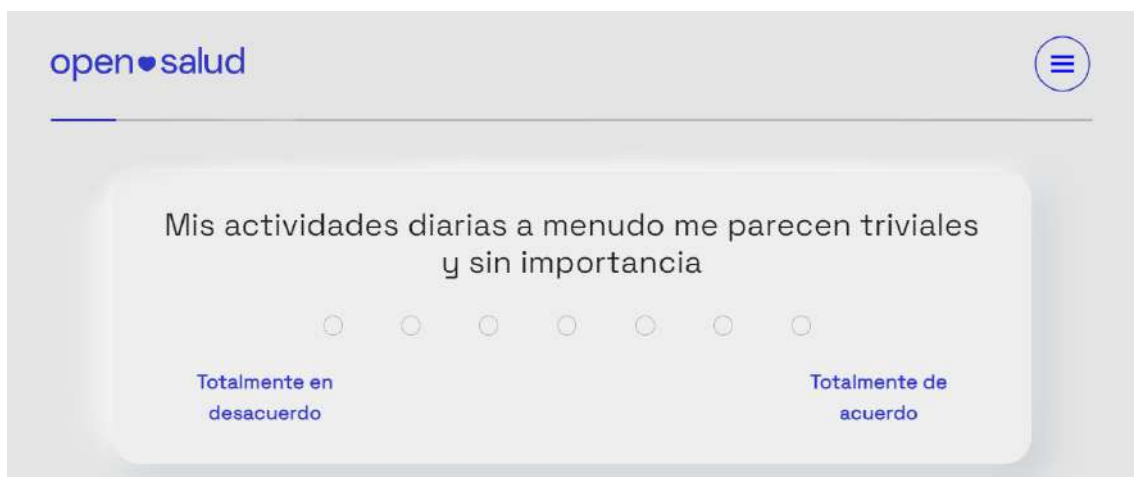 open salud
Mis actividades diarias a menudo me parecen triviales
y sin importancia
Totalmente en
desacuerdo
Totalmente de
acuerdo